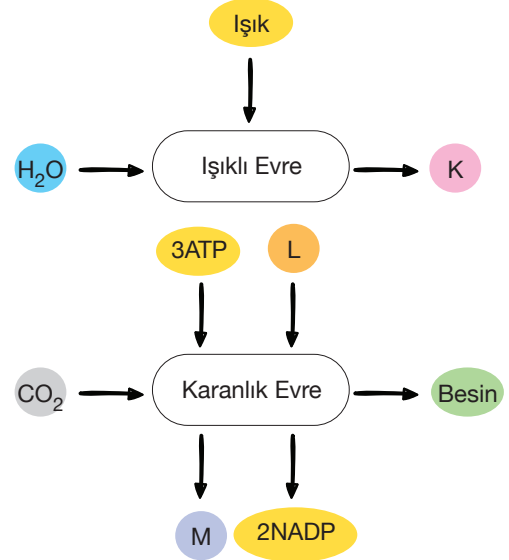 Işık
H₂O
Işıklı Evre
K
3ATP
L
CO₂
Karanlık Evre
Besin
M
2NADP